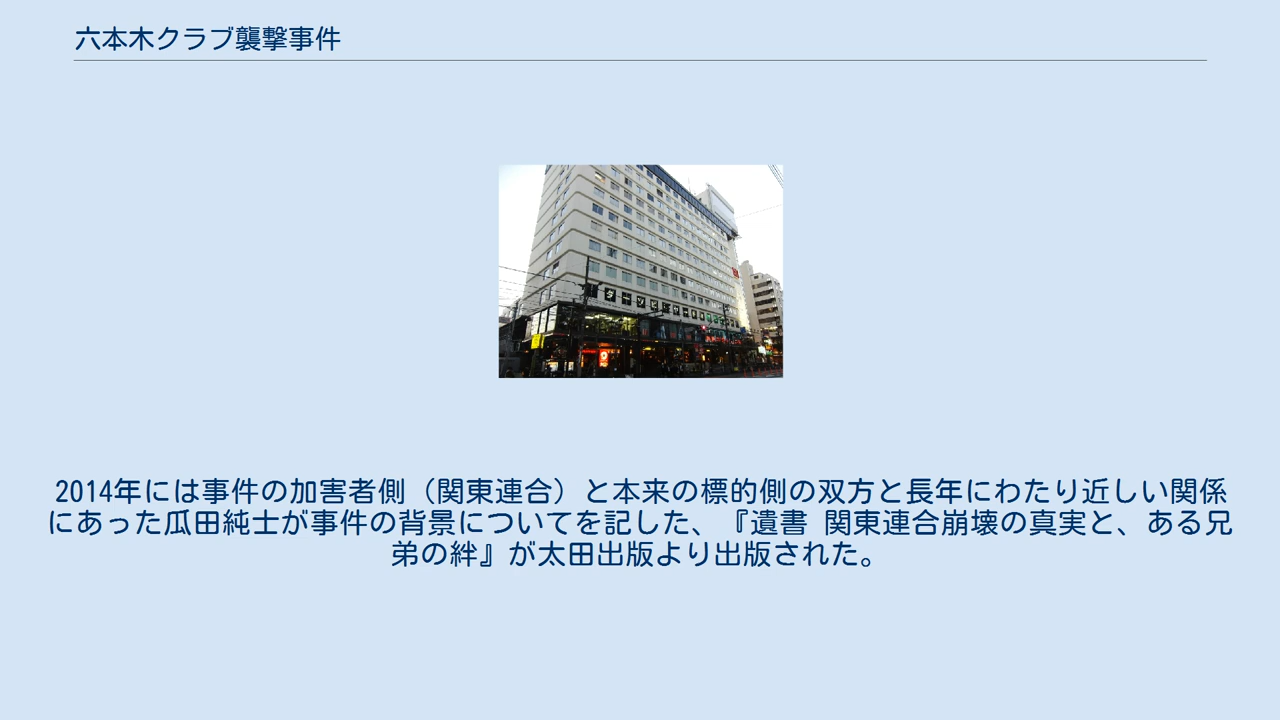 六本木クラブ襲撃事件
2014年には事件の加害者側（関東連合）と本来の標的側の双方と長年にわたり近しい関係
にあった瓜田純士が事件の背景についてを記した、『遺書 関東連合崩壊の真実と、ある兄
弟の絆』が太田出版より出版された。